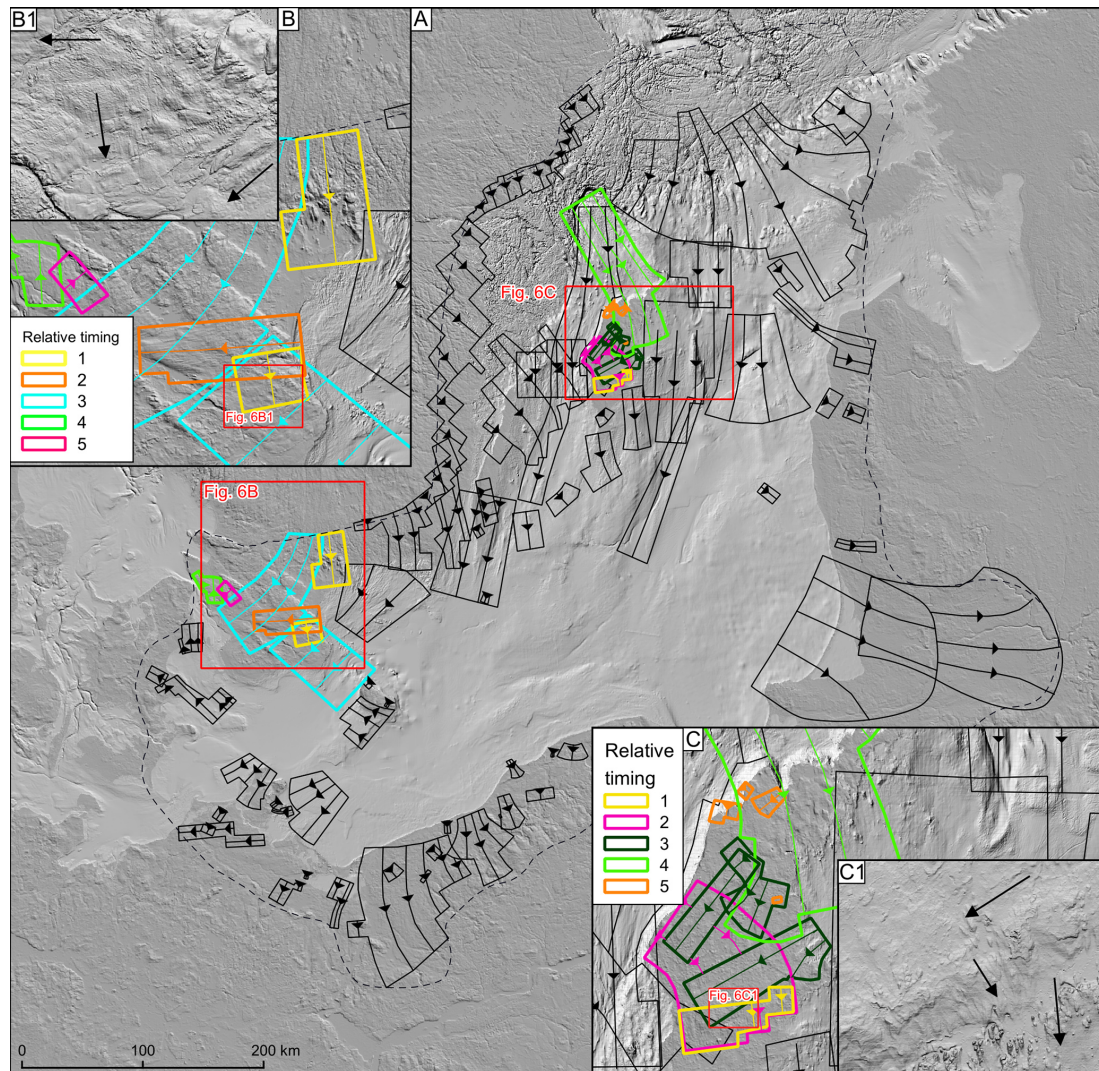 B1
B
A
Fig. 6C
Relative timing
1
2
3
4
5
Fig. 6B1
Fig. 6B
C
Relative
timing
1
2
3
4
5
C1
Fig. 6C1
0 100 200 km